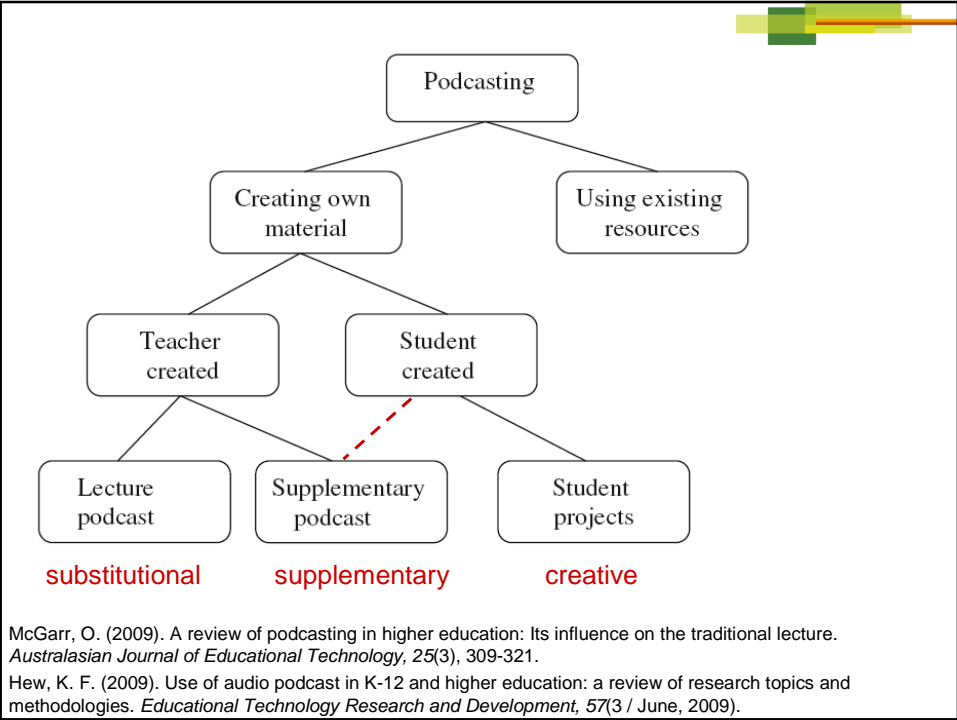 Podcasting
Creating own
material
Using existing
resources
Teacher
created
Student
created
Lecture
podcast
Supplementary
podcast
Student
projects
substitutional
supplementary
creative
McGarr, O. (2009). A review of podcasting in higher education: Its influence on the traditional lecture.
Australasian Journal of Educational Technology, 25(3), 309-321.
Hew, K. F. (2009). Use of audio podcast in K-12 and higher education: a review of research topics and
methodologies. Educational Technology Research and Development, 57(3 / June, 2009).